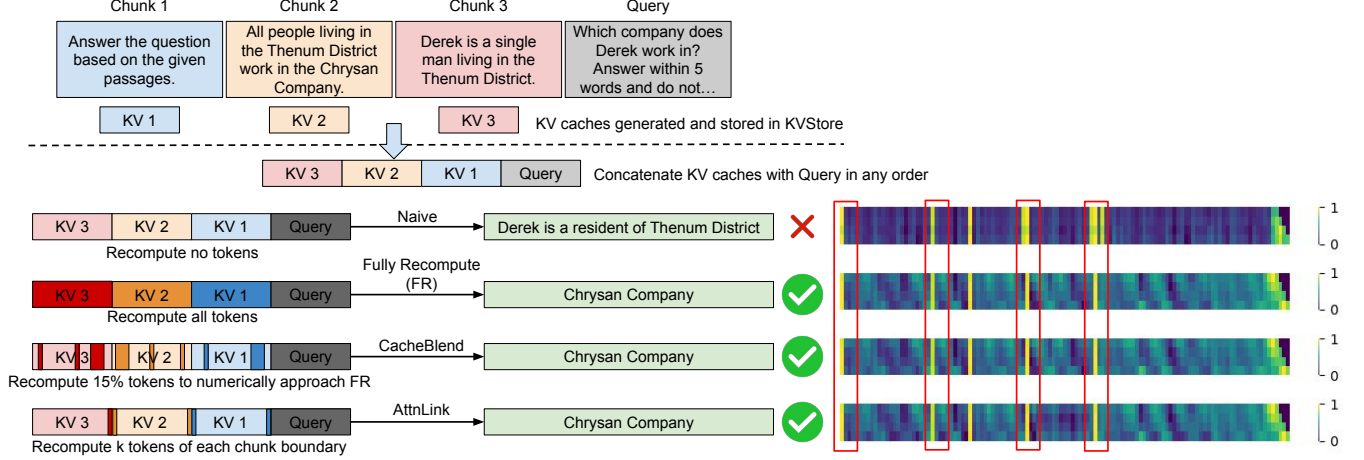 Chunk 1
Chunk 2
Chunk 3
Query
Answer the question
based on the given
passages.
All people living in
the Thenum District
work in the Chrysan
Company.
Derek is a single
man living in the
Thenum District.
Which company does
Derek work in?
Answer within 5
words and do not…
KV 1
KV 2
KV 3
KV caches generated and stored in KVStore
KV 3
KV 2
KV 1
Query
Concatenate KV caches with Query in any order
KV 3
KV 2
KV 1
Query
Recompute no tokens
Naive
Derek is a resident of Thenum District
1
0
KV 3
KV 2
KV 1
Query
Recompute all tokens
Fully Recompute
(FR)
Chrysan Company
1
0
KV 3
KV 2
KV 1
Query
Recompute 15% tokens to numerically approach FR
CacheBlend
Chrysan Company
1
0
KV 3
KV 2
KV 1
Query
Recompute k tokens of each chunk boundary
AttnLink
Chrysan Company
1
0